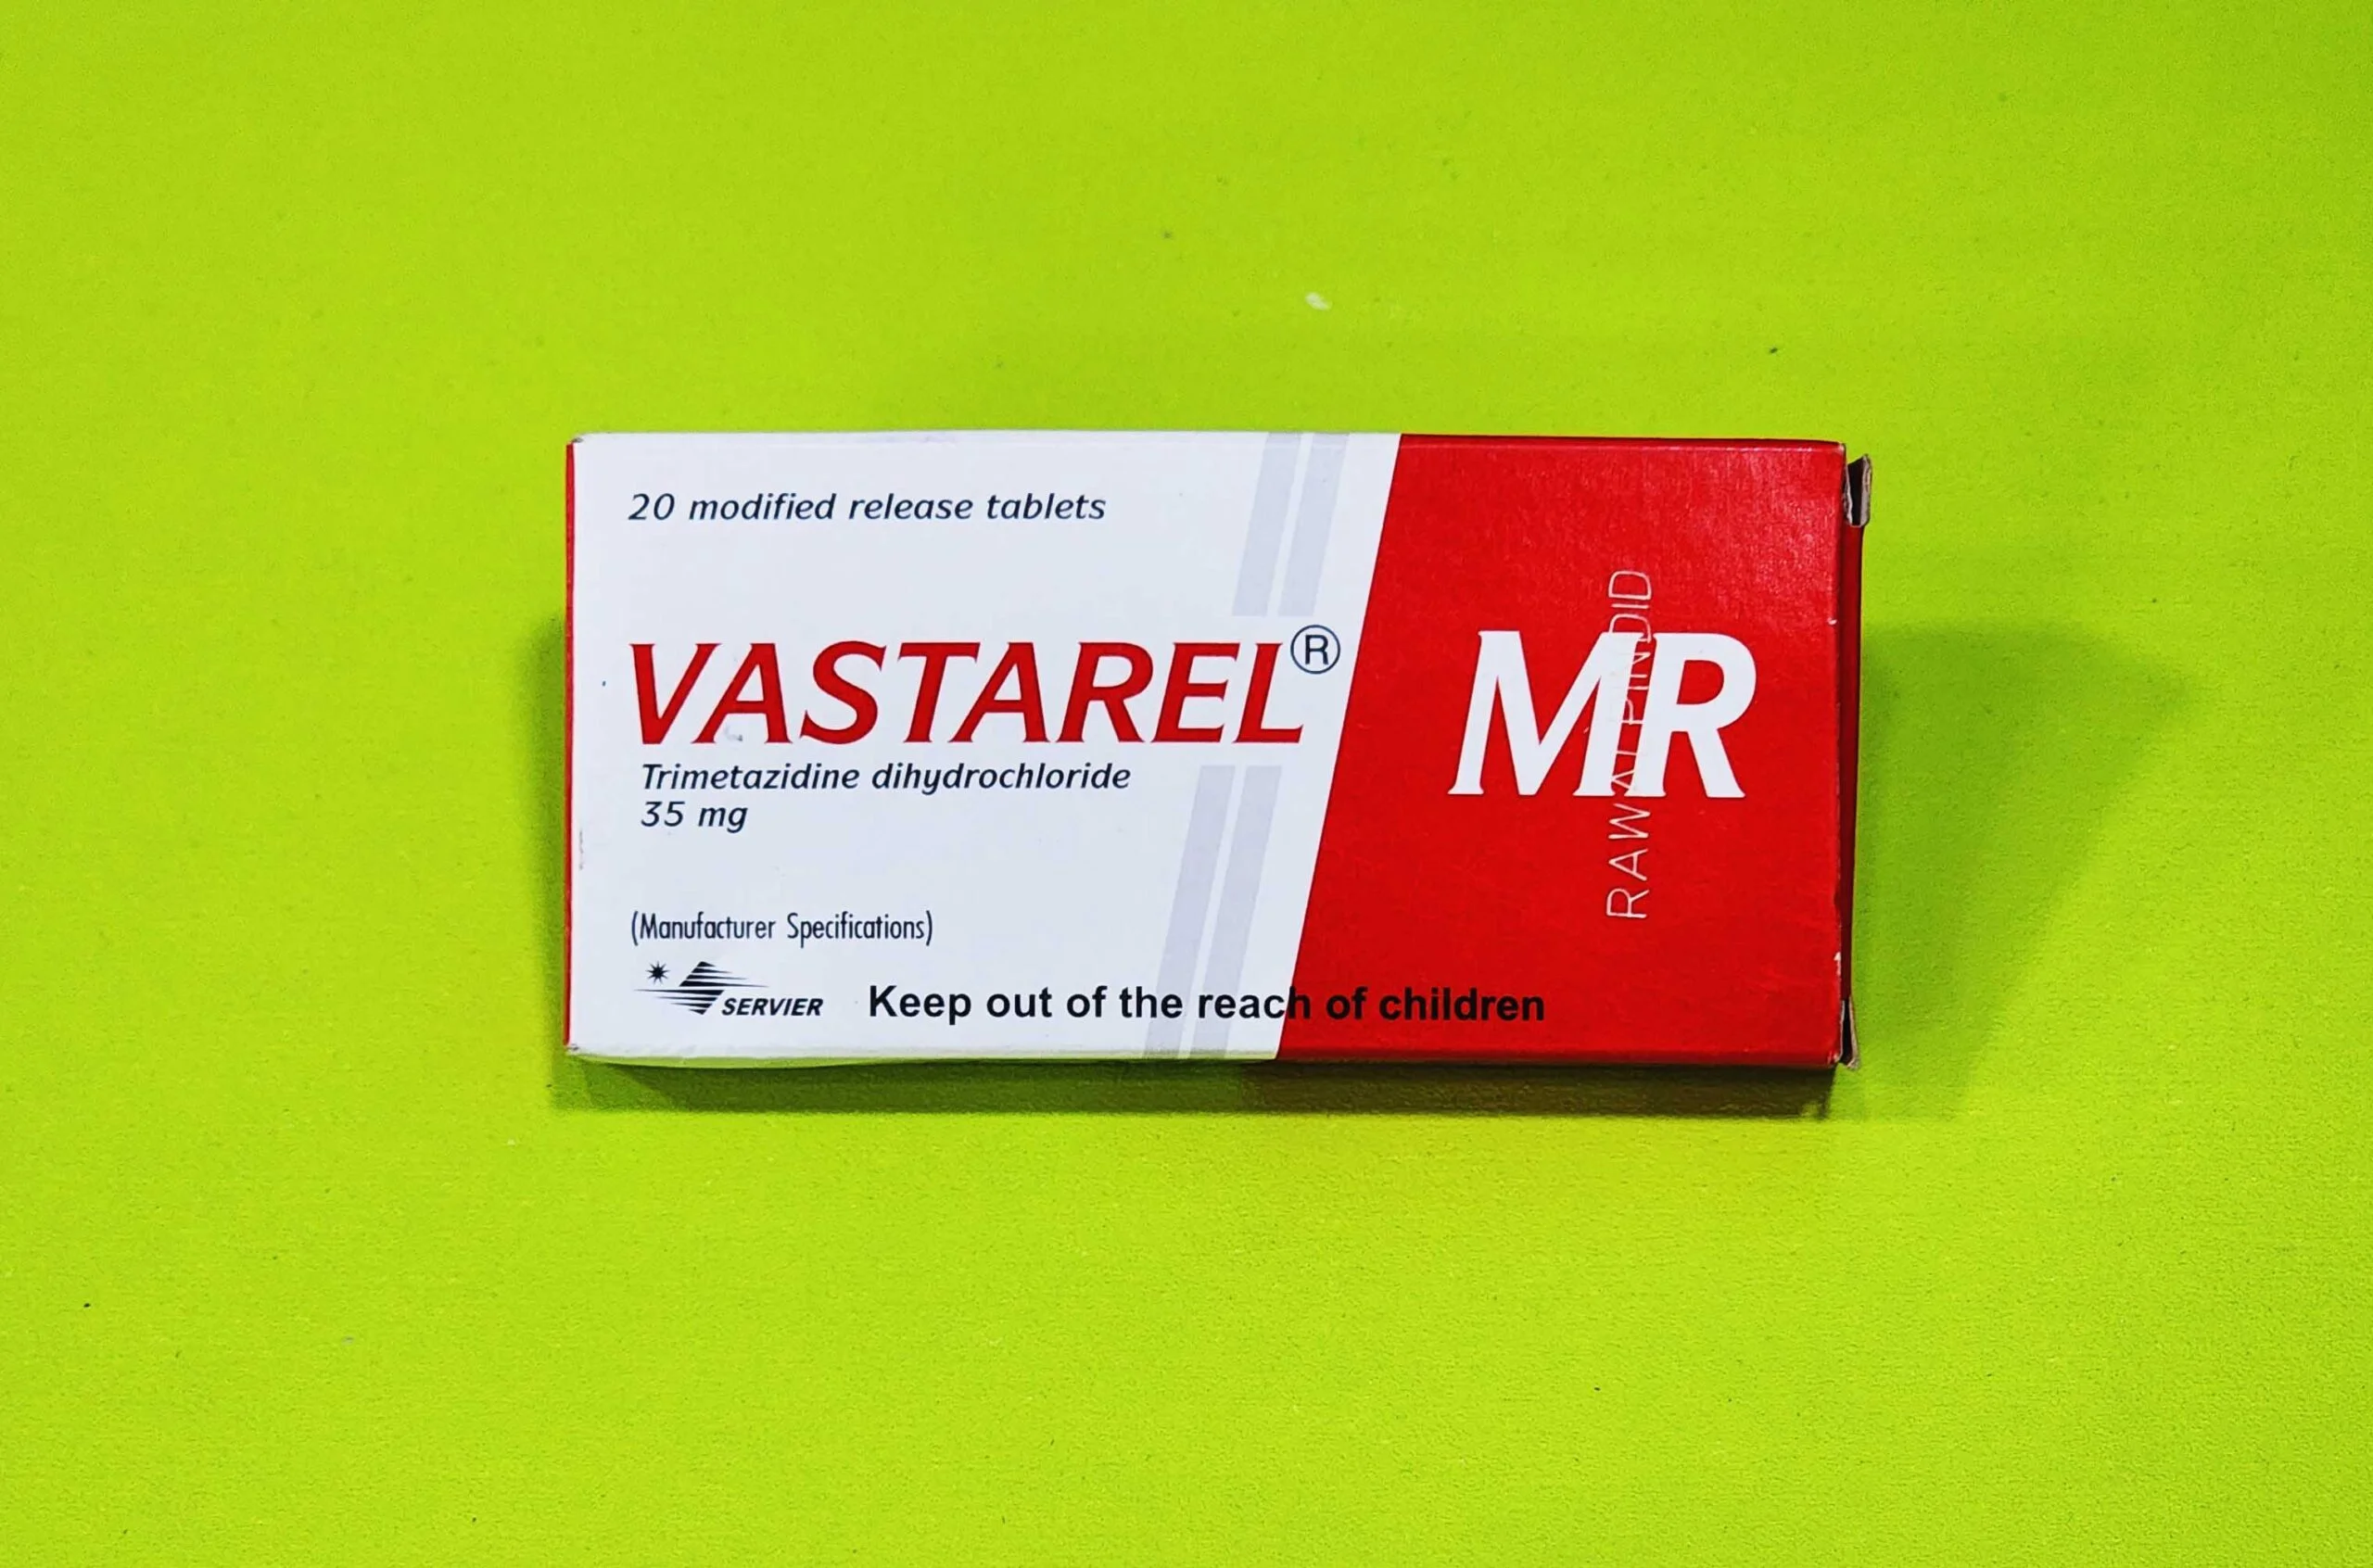 20 modified release tablets
VASTAREL®
MR
Trimetazidine dihydrochloride
35 mg
(Manufacturer Specifications)
SERVIER
Keep out of the reach of children
RAWALPINDID